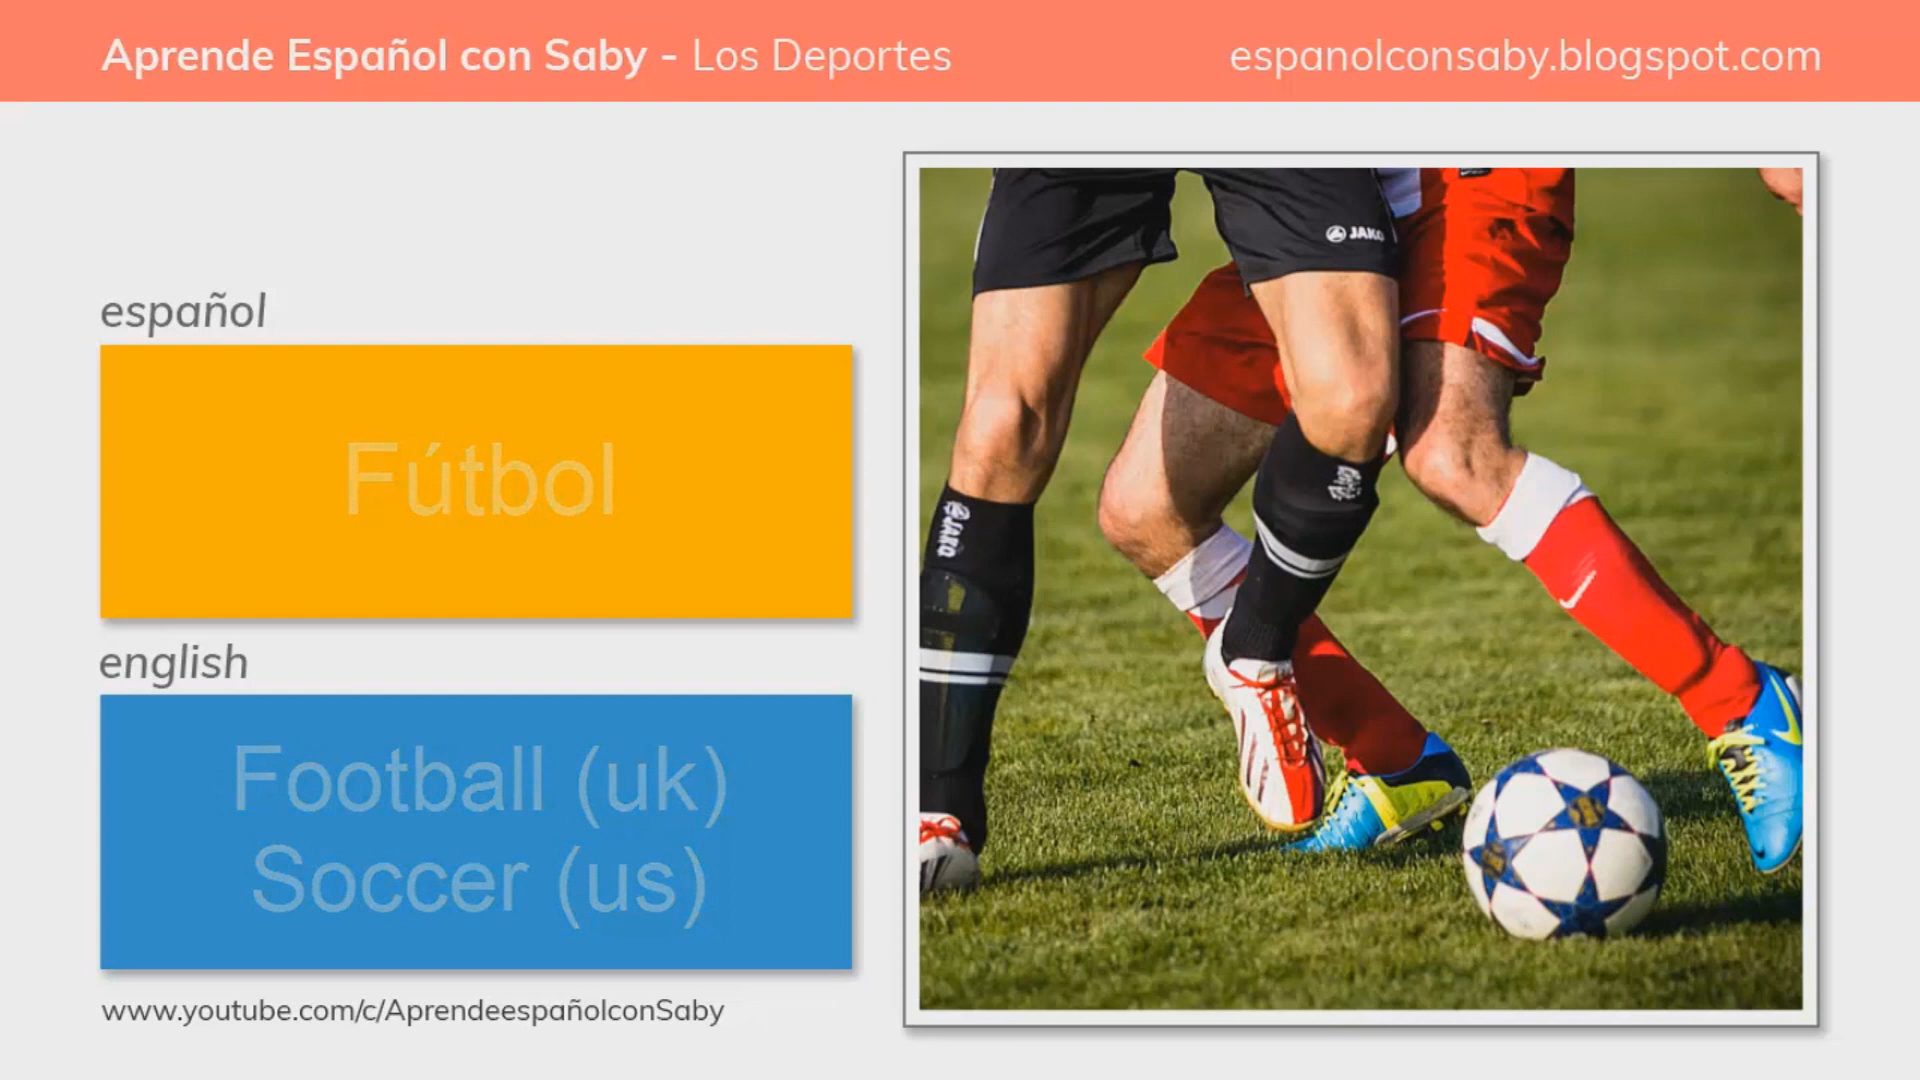 Aprende Español con Saby - Los Deportes
espanolconsaby.blogspot.com
español
Fútbol
english
Football (uk)
Soccer (us)
www.youtube.com/c/AprendeespañolconSaby
JAKO
JAKO